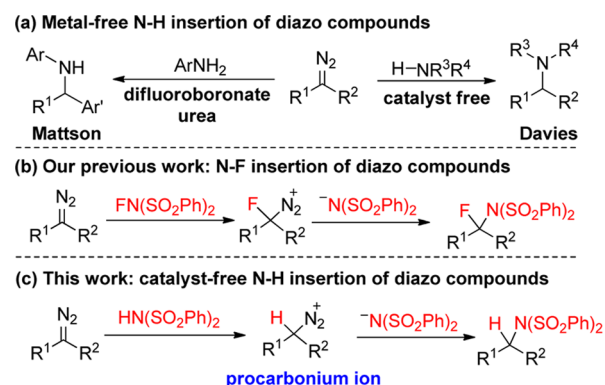 (a) Metal-free N-H insertion of diazo compounds
Ar NH R¹ Ar'
Mattson
ArNH₂
difluoroboronate
urea
N₂ R¹ R²
H–NR³R⁴
catalyst free
R³ R⁴ N R¹ R²
Davies
(b) Our previous work: N-F insertion of diazo compounds
N₂ R¹ R²
FN(SO₂Ph)₂
F N₂⁺ R¹ R²
⁻N(SO₂Ph)₂
F N(SO₂Ph)₂ R¹ R²
(c) This work: catalyst-free N-H insertion of diazo compounds
N₂ R¹ R²
HN(SO₂Ph)₂
H N₂⁺ R¹ R²
⁻N(SO₂Ph)₂
H N(SO₂Ph)₂ R¹ R²
procarbonium ion